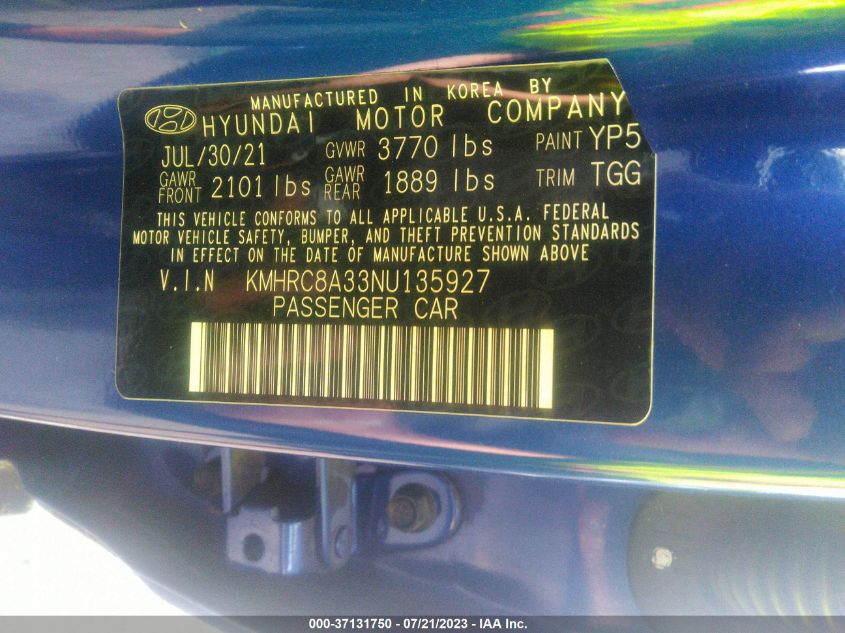 MANUFACTURED IN KOREA BY
HYUNDAI MOTOR COMPANY
JUL/30/21 GVWR 3770 lbs PAINT YP5
GAWR FRONT 2101 lbs GAWR REAR 1889 lbs TRIM TGG
THIS VEHICLE CONFORMS TO ALL APPLICABLE U.S.A. FEDERAL
MOTOR VEHICLE SAFETY, BUMPER, AND THEFT PREVENTION STANDARDS
IN EFFECT ON THE DATE OF MANUFACTURE SHOWN ABOVE
V.I.N KMHRC8A33NU135927
PASSENGER CAR
000-37131750 / 07/21/2023 - IAA Inc.